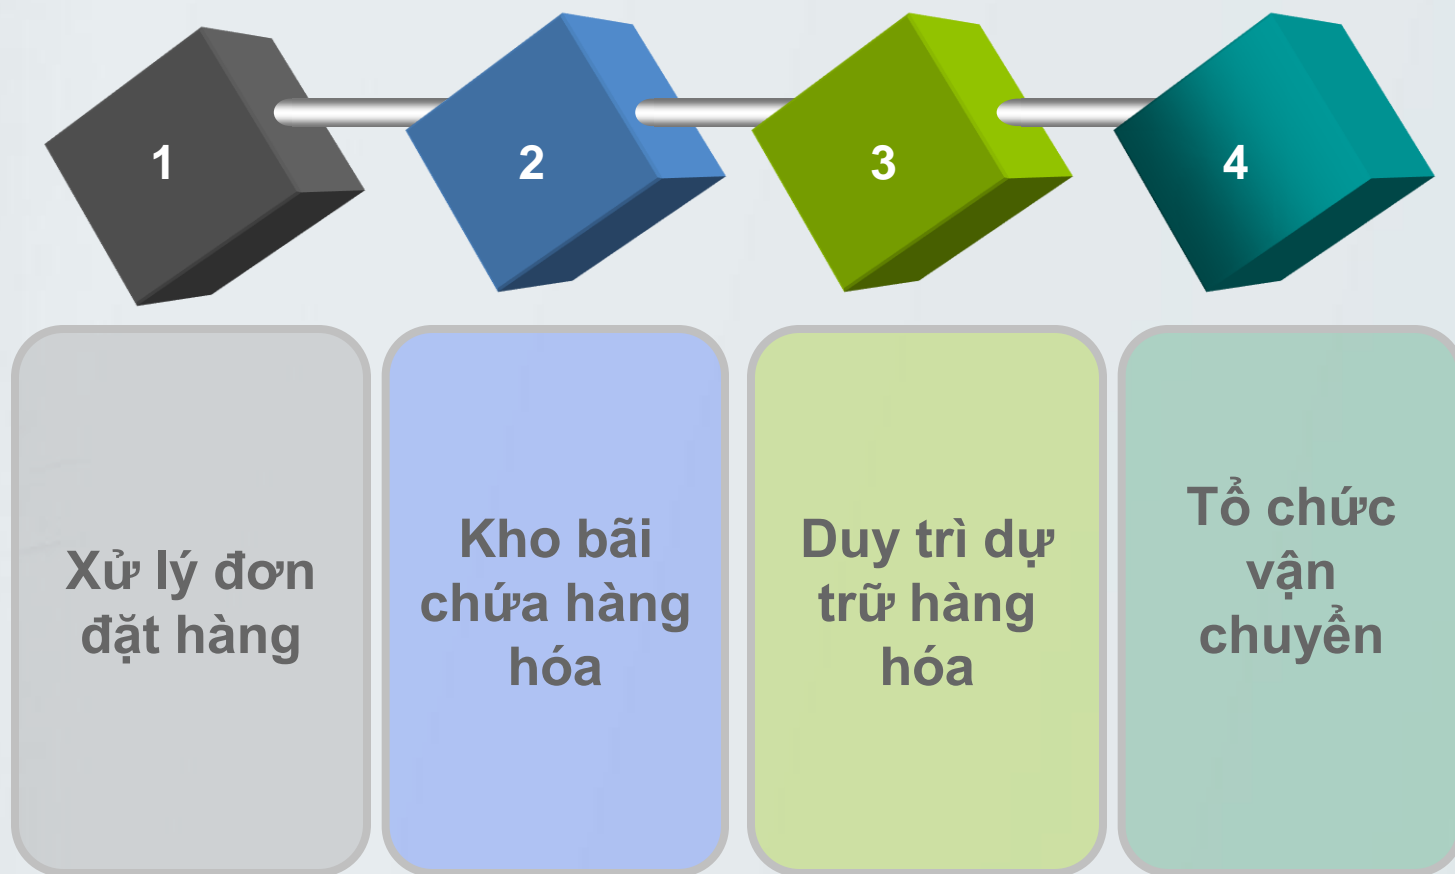 1
2
3
4
Xử lý đơn
đặt hàng
Kho bãi
chứa hàng
hóa
Duy trì dự
trữ hàng
hóa
Tổ chức
vận
chuyển